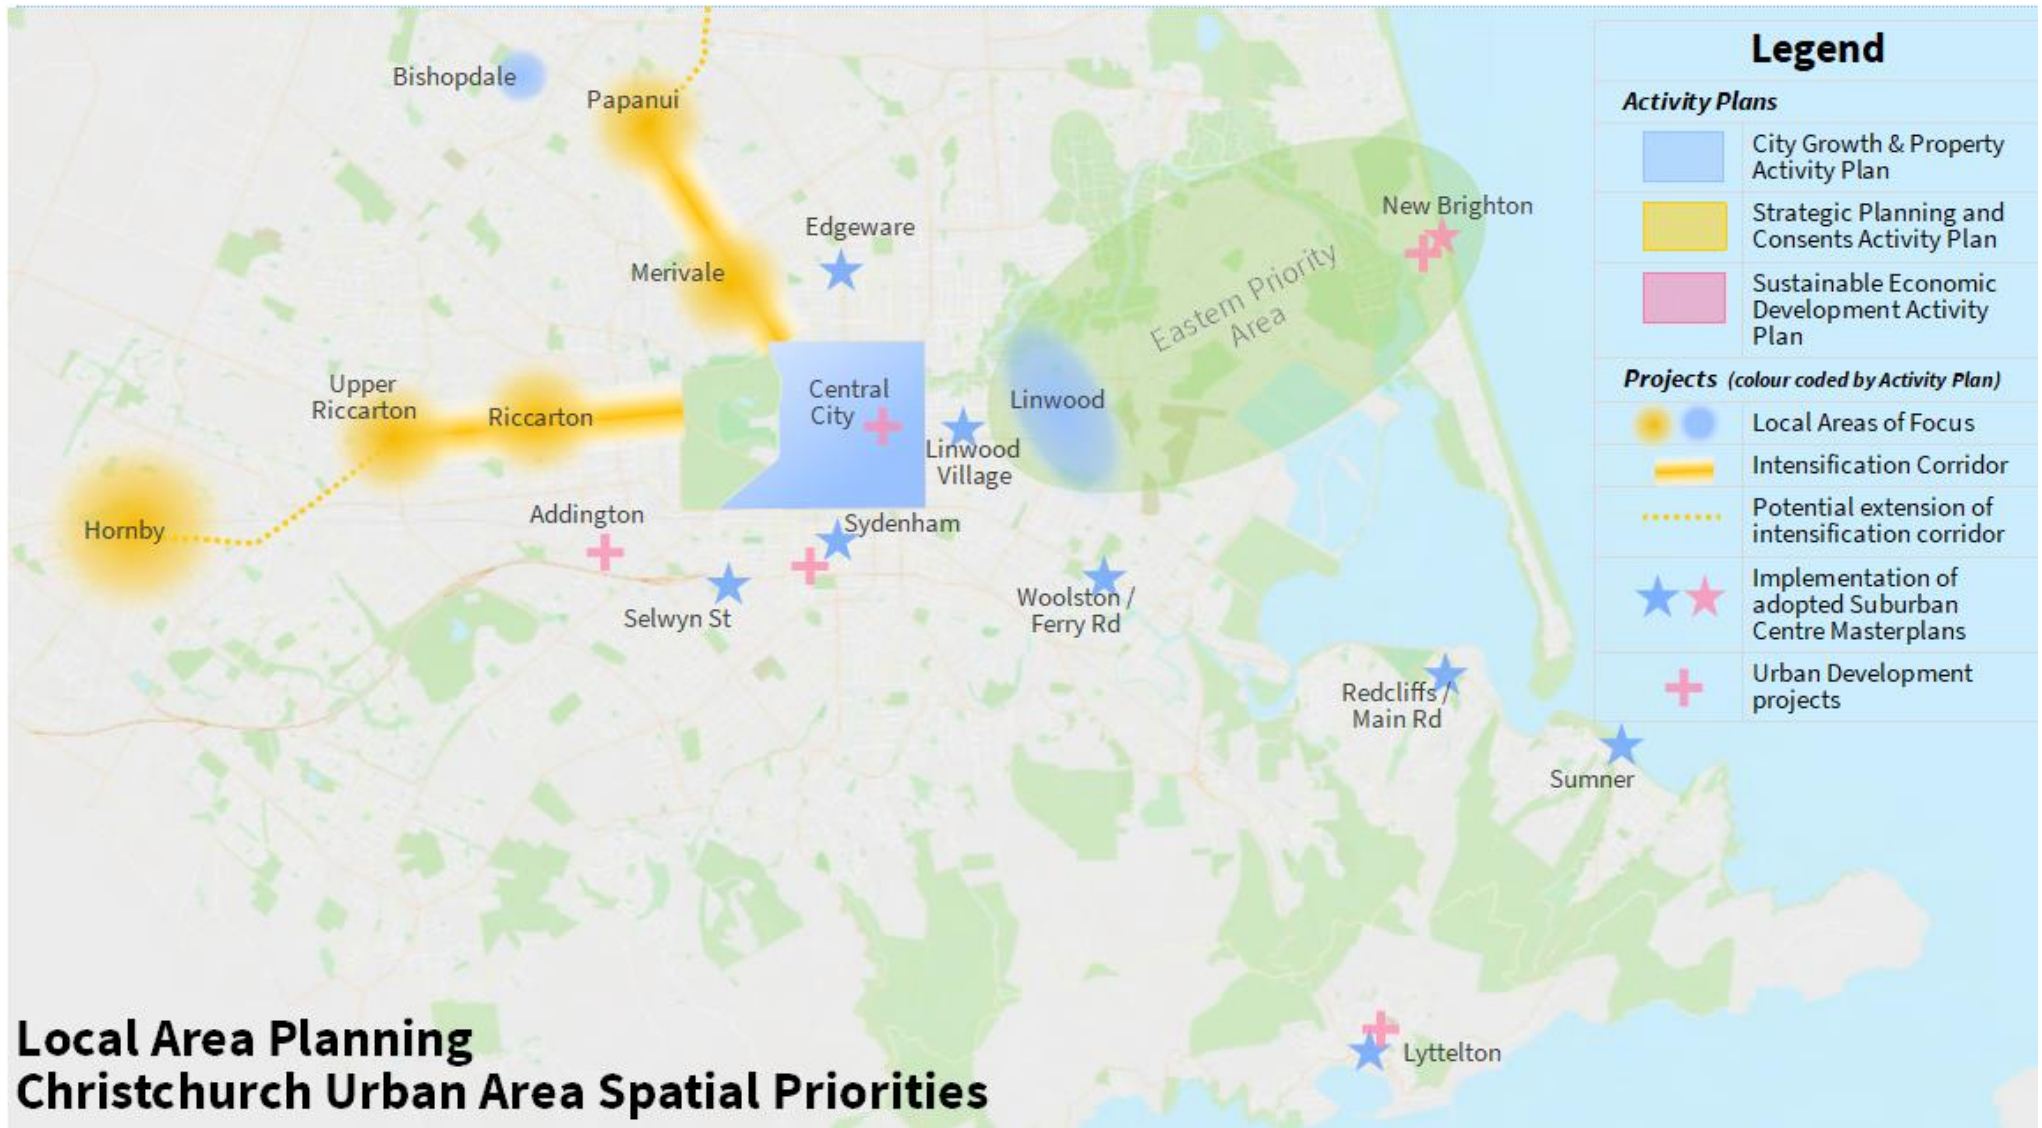 Bishopdale
Papanui
Edgeware
New Brighton
Merivale
Eastern Priority
Area
Upper
Riccarton
Riccarton
Central
City
Linwood
Linwood
Village
Hornby
Addington
Sydenham
Selwyn St
Woolston /
Ferry Rd
Redcliffs /
Main Rd
Sumner
Lyttelton
Legend
Activity Plans
City Growth & Property
Activity Plan
Strategic Planning and
Consents Activity Plan
Sustainable Economic
Development Activity
Plan
Projects (colour coded by Activity Plan)
Local Areas of Focus
Intensification Corridor
Potential extension of
intensification corridor
Implementation of
adopted Suburban
Centre Masterplans
Urban Development
projects
Local Area Planning
Christchurch Urban Area Spatial Priorities